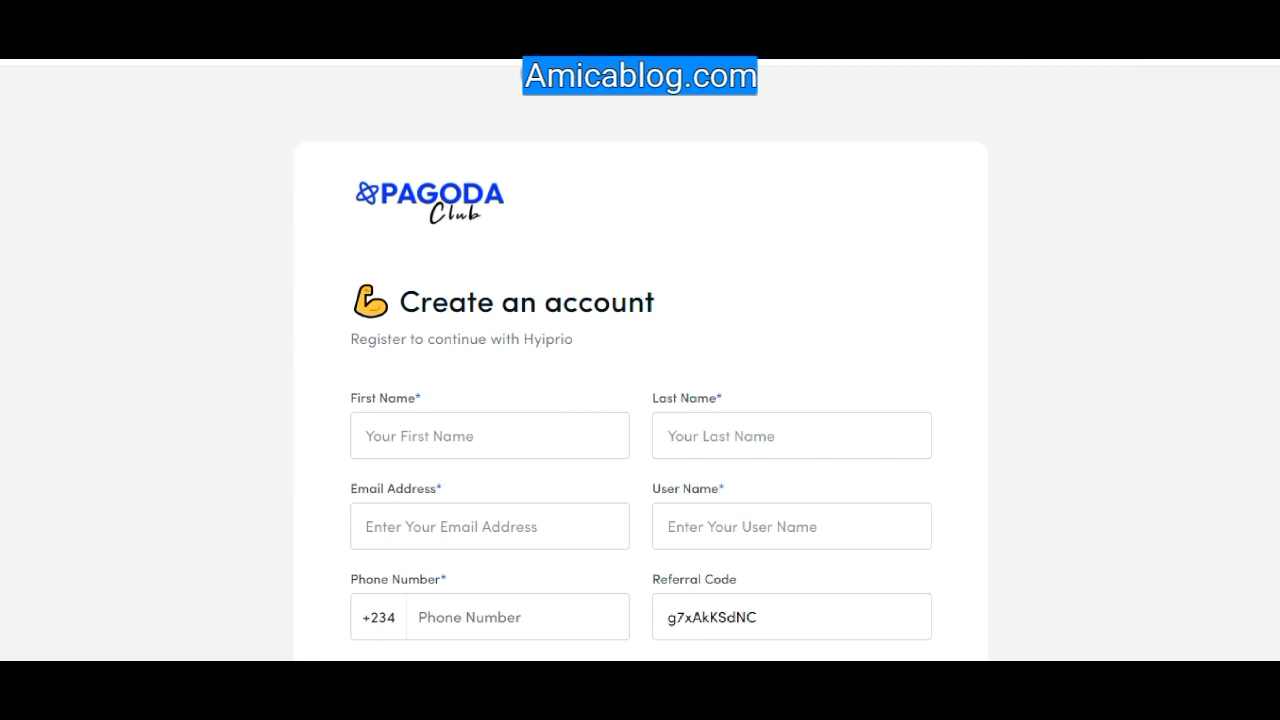 Amicablog.com
PAGODA
Club
💪 Create an account
Register to continue with Hyiprio
First Name* Last Name*
Your First Name Your Last Name
Email Address* User Name*
Enter Your Email Address Enter Your User Name
Phone Number* Referral Code
+234 Phone Number g7xAkKSdNC